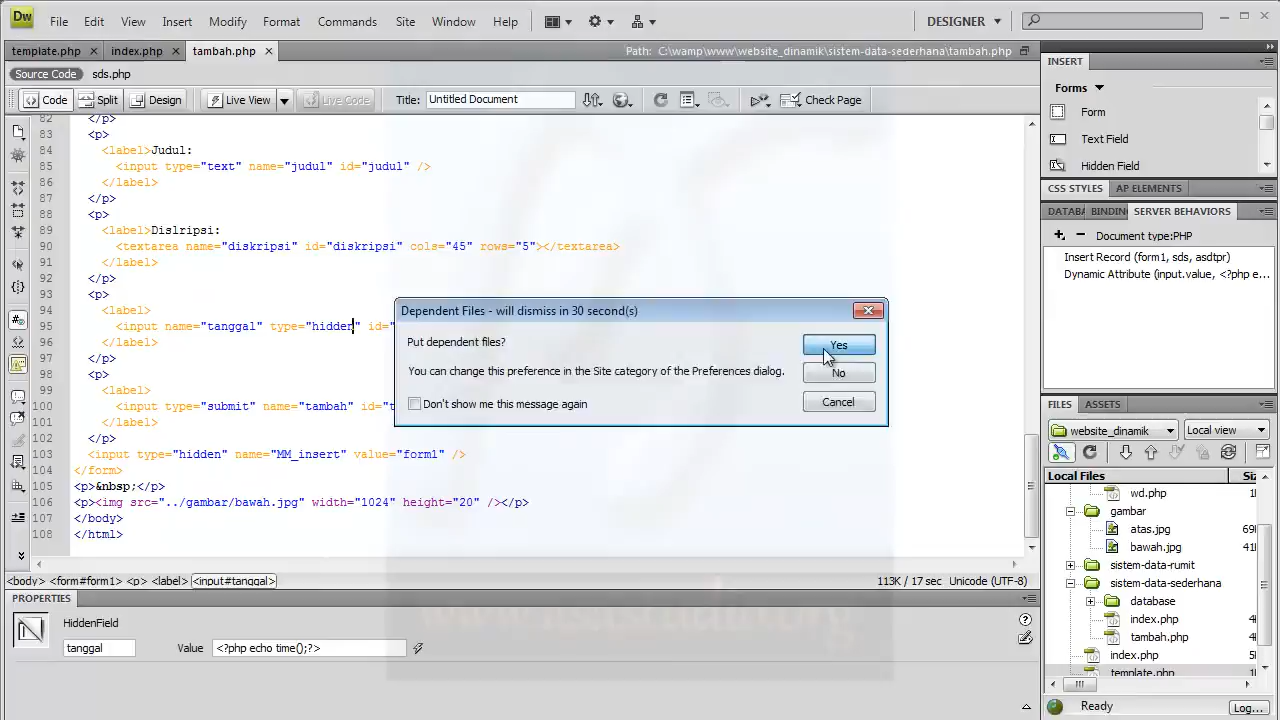 Dw File Edit View Insert Modify Format Commands Site Window Help DESIGNER
template.php index.php tambah.php Path: C:\wamp\www\website_dinamik\sistem-data-sederhana\tambah.php
Source Code sds.php
Code Split Design Live View Live Code Title: Untitled Document Check Page
82 </p>
83 <p>
84 <label>Judul:
85 <input type="text" name="judul" id="judul" />
86 </label>
87 </p>
88 <p>
89 <label>Dislripsi:
90 <textarea name="diskripsi" id="diskripsi" cols="45" rows="5"></textarea>
91 </label>
92 </p>
93 <p>
94 <label>
95 <input name="tanggal" type="hidden" id="
96 </label>
97 </p>
98 <p>
99 <label>
100 <input type="submit" name="tambah" id="t
101 </label>
102 </p>
103 <input type="hidden" name="MM_insert" value="form1" />
104 </form>
105 <p>&nbsp;</p>
106 <p><img src="../gambar/bawah.jpg" width="1024" height="20" /></p>
107 </body>
108 </html>
Dependent Files - will dismiss in 30 second(s)
Put dependent files?
You can change this preference in the Site category of the Preferences dialog.
Don't show me this message again
Yes
No
Cancel
<body> <form#form1> <p> <label> <input#tanggal> 113K / 17 sec Unicode (UTF-8)
PROPERTIES
HiddenField
tanggal Value <?php echo time();?>
INSERT
Forms
Form
Text Field
Hidden Field
CSS STYLES AP ELEMENTS
DATABA BINDING SERVER BEHAVIORS
Document type:PHP
Insert Record (form1, sds, asdtpr)
Dynamic Attribute (input.value, <?php e...
FILES ASSETS
website_dinamik Local view
Local Files Siz
wd.php 1
gambar
atas.jpg 69
bawah.jpg 41
sistem-data-rumit
sistem-data-sederhana
database
index.php 4
tambah.php 4
index.php 5
template.php 1
Ready Log...